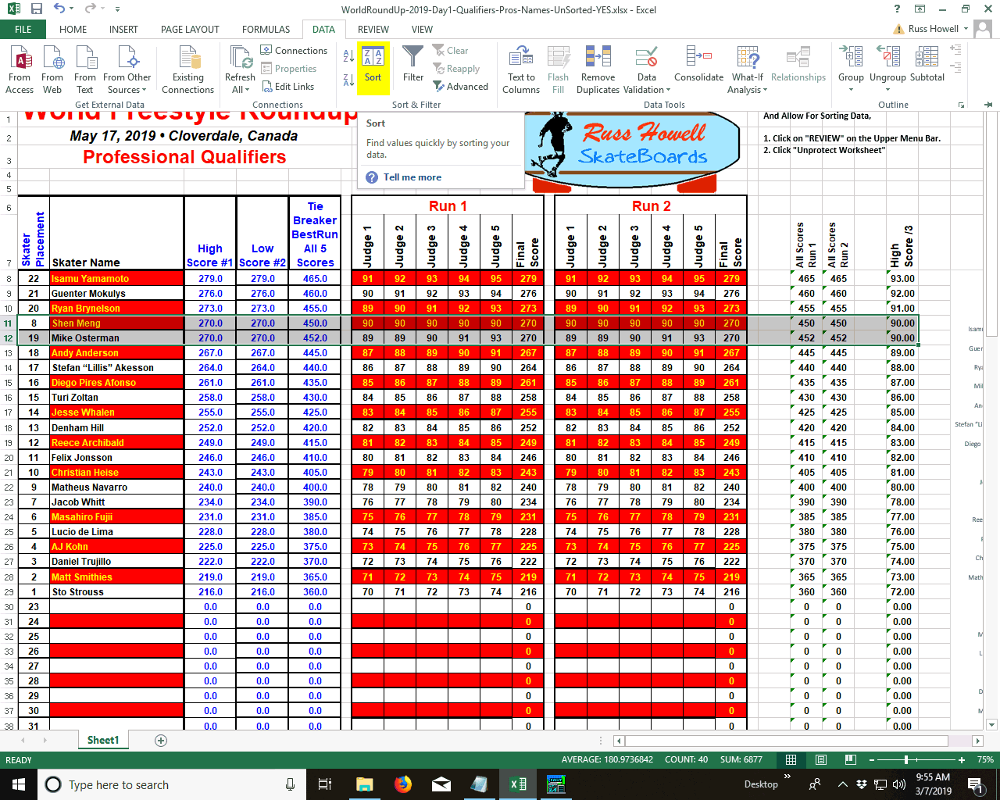 WorldRoundUp-2019-Day1-Qualifiers-Pros-Names-UnSorted-YES.xlsx - Excel
FILE HOME INSERT PAGE LAYOUT FORMULAS DATA REVIEW VIEW Russ Howell
From Access
From Web
From Text
From Other Sources
Existing Connections
Get External Data
Refresh All
Connections
Properties
Edit Links
Connections
Sort
Filter
Clear
Reapply
Advanced
Sort & Filter
Text to Columns
Flash Fill
Remove Duplicates
Data Validation
Consolidate
What-If Analysis
Relationships
Data Tools
Group
Ungroup
Subtotal
Outline
Sort
Find values quickly by sorting your
data.
Tell me more
World Freestyle Roundup
May 17, 2019 • Cloverdale, Canada
Professional Qualifiers
Russ Howell
SkateBoards
And Allow For Sorting Data,
1. Click on "REVIEW" on the Upper Menu Bar.
2. Click "Unprotect Worksheet"
1
2
3
4
5
6 Run 1 Run 2
7 Skater Placement Skater Name High Score #1 Low Score #2 Tie Breaker BestRun All 5 Scores Judge 1 Judge 2 Judge 3 Judge 4 Judge 5 Final Score Judge 1 Judge 2 Judge 3 Judge 4 Judge 5 Final Score All Scores Run 1 All Scores Run 2 High Score /3
8 22 Isamu Yamamoto 279.0 279.0 465.0 91 92 93 94 95 279 91 92 93 94 95 279 465 465 93.00
9 21 Guenter Mokulys 276.0 276.0 460.0 90 91 92 93 94 276 90 91 92 93 94 276 460 460 92.00
10 20 Ryan Brynelson 273.0 273.0 455.0 89 90 91 92 93 273 89 90 91 92 93 273 455 455 91.00
11 8 Shen Meng 270.0 270.0 450.0 90 90 90 90 90 270 90 90 90 90 90 270 450 450 90.00
12 19 Mike Osterman 270.0 270.0 452.0 89 89 90 91 93 270 89 89 90 91 93 270 452 452 90.00
13 18 Andy Anderson 267.0 267.0 445.0 87 88 89 90 91 267 87 88 89 90 91 267 445 445 89.00
14 17 Stefan “Lillis” Akesson 264.0 264.0 440.0 86 87 88 89 90 264 86 87 88 89 90 264 440 440 88.00
15 16 Diego Pires Afonso 261.0 261.0 435.0 85 86 87 88 89 261 85 86 87 88 89 261 435 435 87.00
16 15 Turi Zoltan 258.0 258.0 430.0 84 85 86 87 88 258 84 85 86 87 88 258 430 430 86.00
17 14 Jesse Whalen 255.0 255.0 425.0 83 84 85 86 87 255 83 84 85 86 87 255 425 425 85.00
18 13 Denham Hill 252.0 252.0 420.0 82 83 84 85 86 252 82 83 84 85 86 252 420 420 84.00
19 12 Reece Archibald 249.0 249.0 415.0 81 82 83 84 85 249 81 82 83 84 85 249 415 415 83.00
20 11 Felix Jonsson 246.0 246.0 410.0 80 81 82 83 84 246 80 81 82 83 84 246 410 410 82.00
21 10 Christian Heise 243.0 243.0 405.0 79 80 81 82 83 243 79 80 81 82 83 243 405 405 81.00
22 9 Matheus Navarro 240.0 240.0 400.0 78 79 80 81 82 240 78 79 80 81 82 240 400 400 80.00
23 7 Jacob Whitt 234.0 234.0 390.0 76 77 78 79 80 234 76 77 78 79 80 234 390 390 78.00
24 6 Masahiro Fujii 231.0 231.0 385.0 75 76 77 78 79 231 75 76 77 78 79 231 385 385 77.00
25 5 Lucio de Lima 228.0 228.0 380.0 74 75 76 77 78 228 74 75 76 77 78 228 380 380 76.00
26 4 AJ Kohn 225.0 225.0 375.0 73 74 75 76 77 225 73 74 75 76 77 225 375 375 75.00
27 3 Daniel Trujillo 222.0 222.0 370.0 72 73 74 75 76 222 72 73 74 75 76 222 370 370 74.00
28 2 Matt Smithies 219.0 219.0 365.0 71 72 73 74 75 219 71 72 73 74 75 219 365 365 73.00
29 1 Sto Strouss 216.0 216.0 360.0 70 71 72 73 74 216 70 71 72 73 74 216 360 360 72.00
30 23 0.0 0.0 0.0 0 0 0 0 0.00
31 24 0.0 0.0 0.0 0 0 0 0 0.00
32 25 0.0 0.0 0.0 0 0 0 0 0.00
33 26 0.0 0.0 0.0 0 0 0 0 0.00
34 27 0.0 0.0 0.0 0 0 0 0 0.00
35 28 0.0 0.0 0.0 0 0 0 0 0.00
36 29 0.0 0.0 0.0 0 0 0 0 0.00
37 30 0.0 0.0 0.0 0 0 0 0 0.00
38 31 0.0 0.0 0.0 0 0 0 0 0.00
Sheet1
READY AVERAGE: 180.9736842 COUNT: 40 SUM: 6877 75%
Type here to search Desktop 9:55 AM
3/7/2019